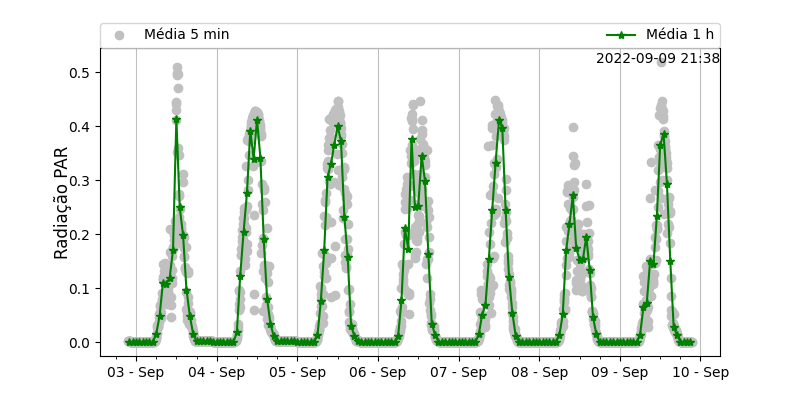 Média 5 min
Média 1 h
2022-09-09 21:38
Radiação PAR
0.5
0.4
0.3
0.2
0.1
0.0
03 - Sep
04 - Sep
05 - Sep
06 - Sep
07 - Sep
08 - Sep
09 - Sep
10 - Sep